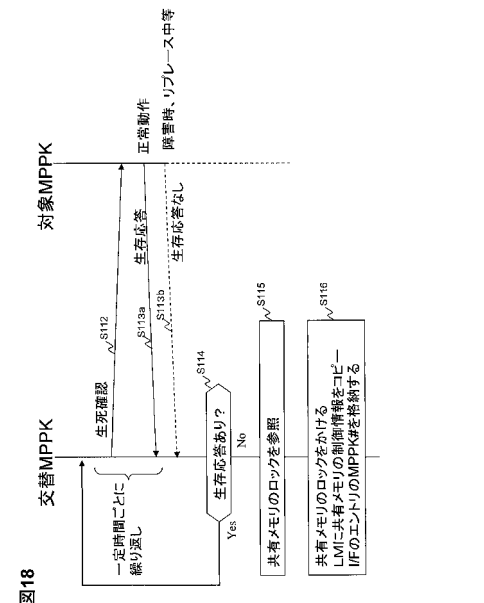 図18
交替MPPK
対象MPPK
一定時間ごとに
繰り返し
生死確認
S112
生存応答
S113a
正常動作
生存応答なし
S113b
障害時、リプレース中等
生存応答あり?
S114
Yes
No
共有メモリのロックを参照
S115
共有メモリのロックをかける
LMに共有メモリの制御情報をコピー
I/FのエントリのMPPK#を格納する
S116